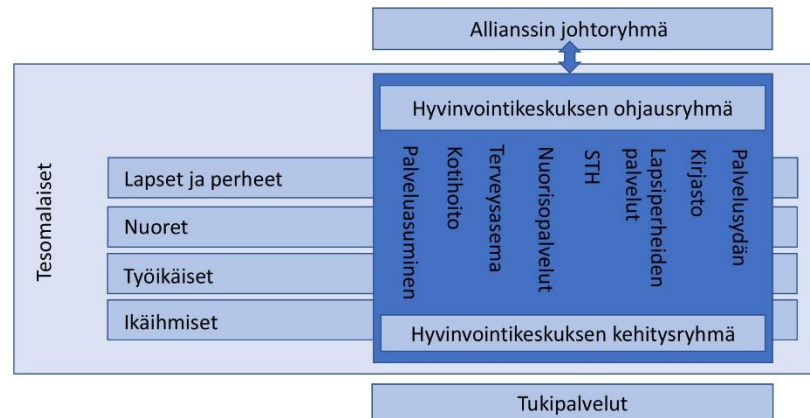 Allianssin johtoryhmä
Hyvinvointikeskuksen ohjausryhmä
Tesomalaiset
Lapset ja perheet
Nuoret
Työikäiset
Ikäihmiset
Palveluasuminen
Kotihoito
Terveysasema
Nuorisopalvelut
STH
Lapsiperheiden
palvelut
Kirjasto
Palvelusydän
Hyvinvointikeskuksen kehitysryhmä
Tukipalvelut